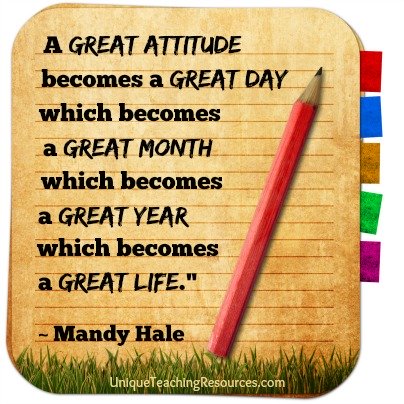 A GREAT ATTITUDE
becomes a GREAT DAY
which becomes
a GREAT MONTH
which becomes
a GREAT YEAR
which becomes
a GREAT LIFE."
~ Mandy Hale
UniqueTeachingResources.com